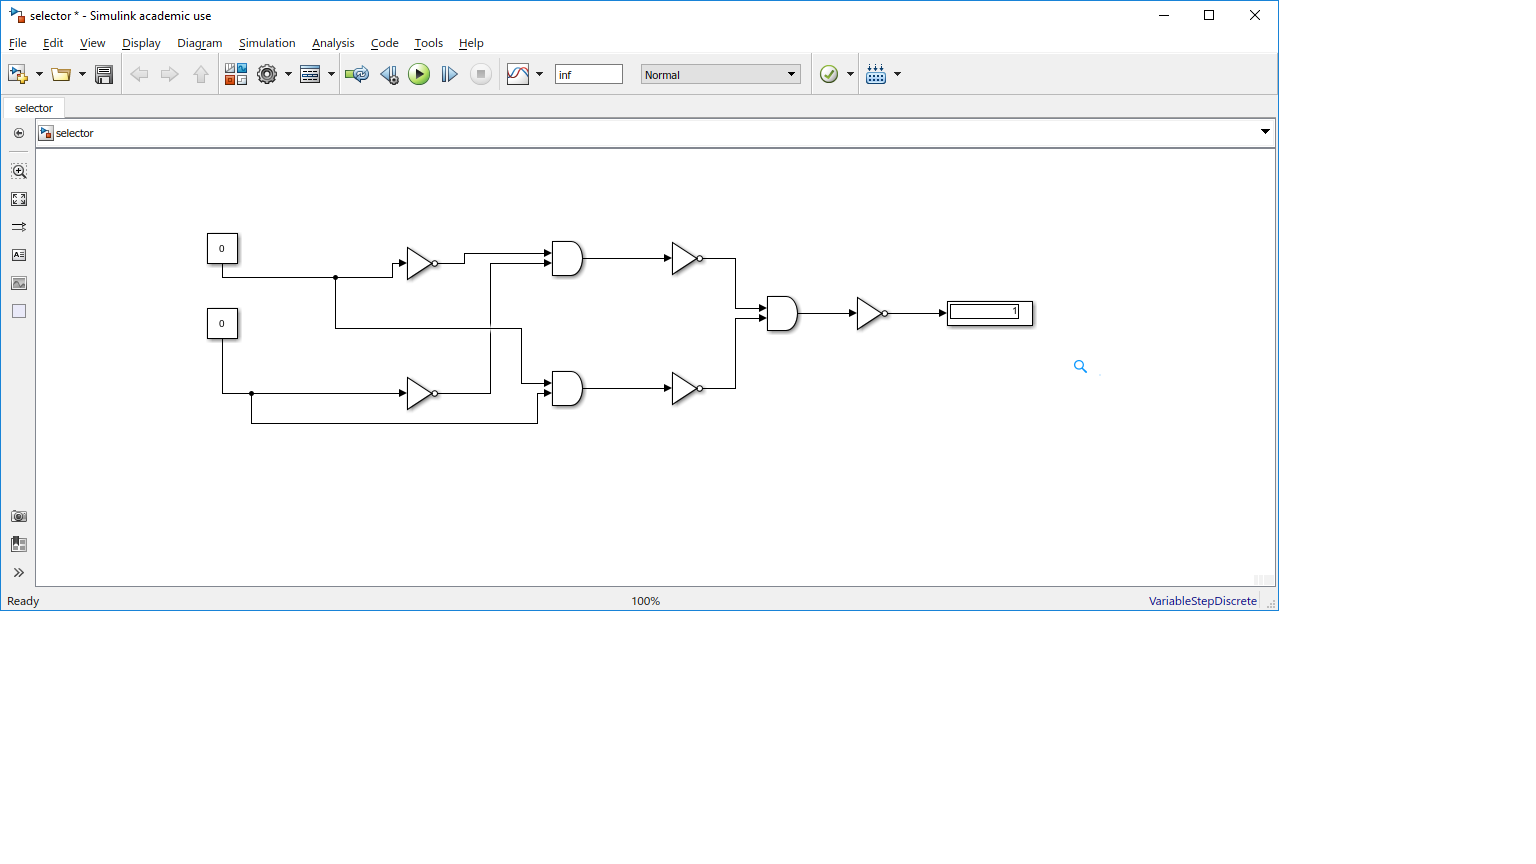 selector * - Simulink academic use
File Edit View Display Diagram Simulation Analysis Code Tools Help
inf Normal
selector
selector
0
0
1
Ready 100% VariableStepDiscrete